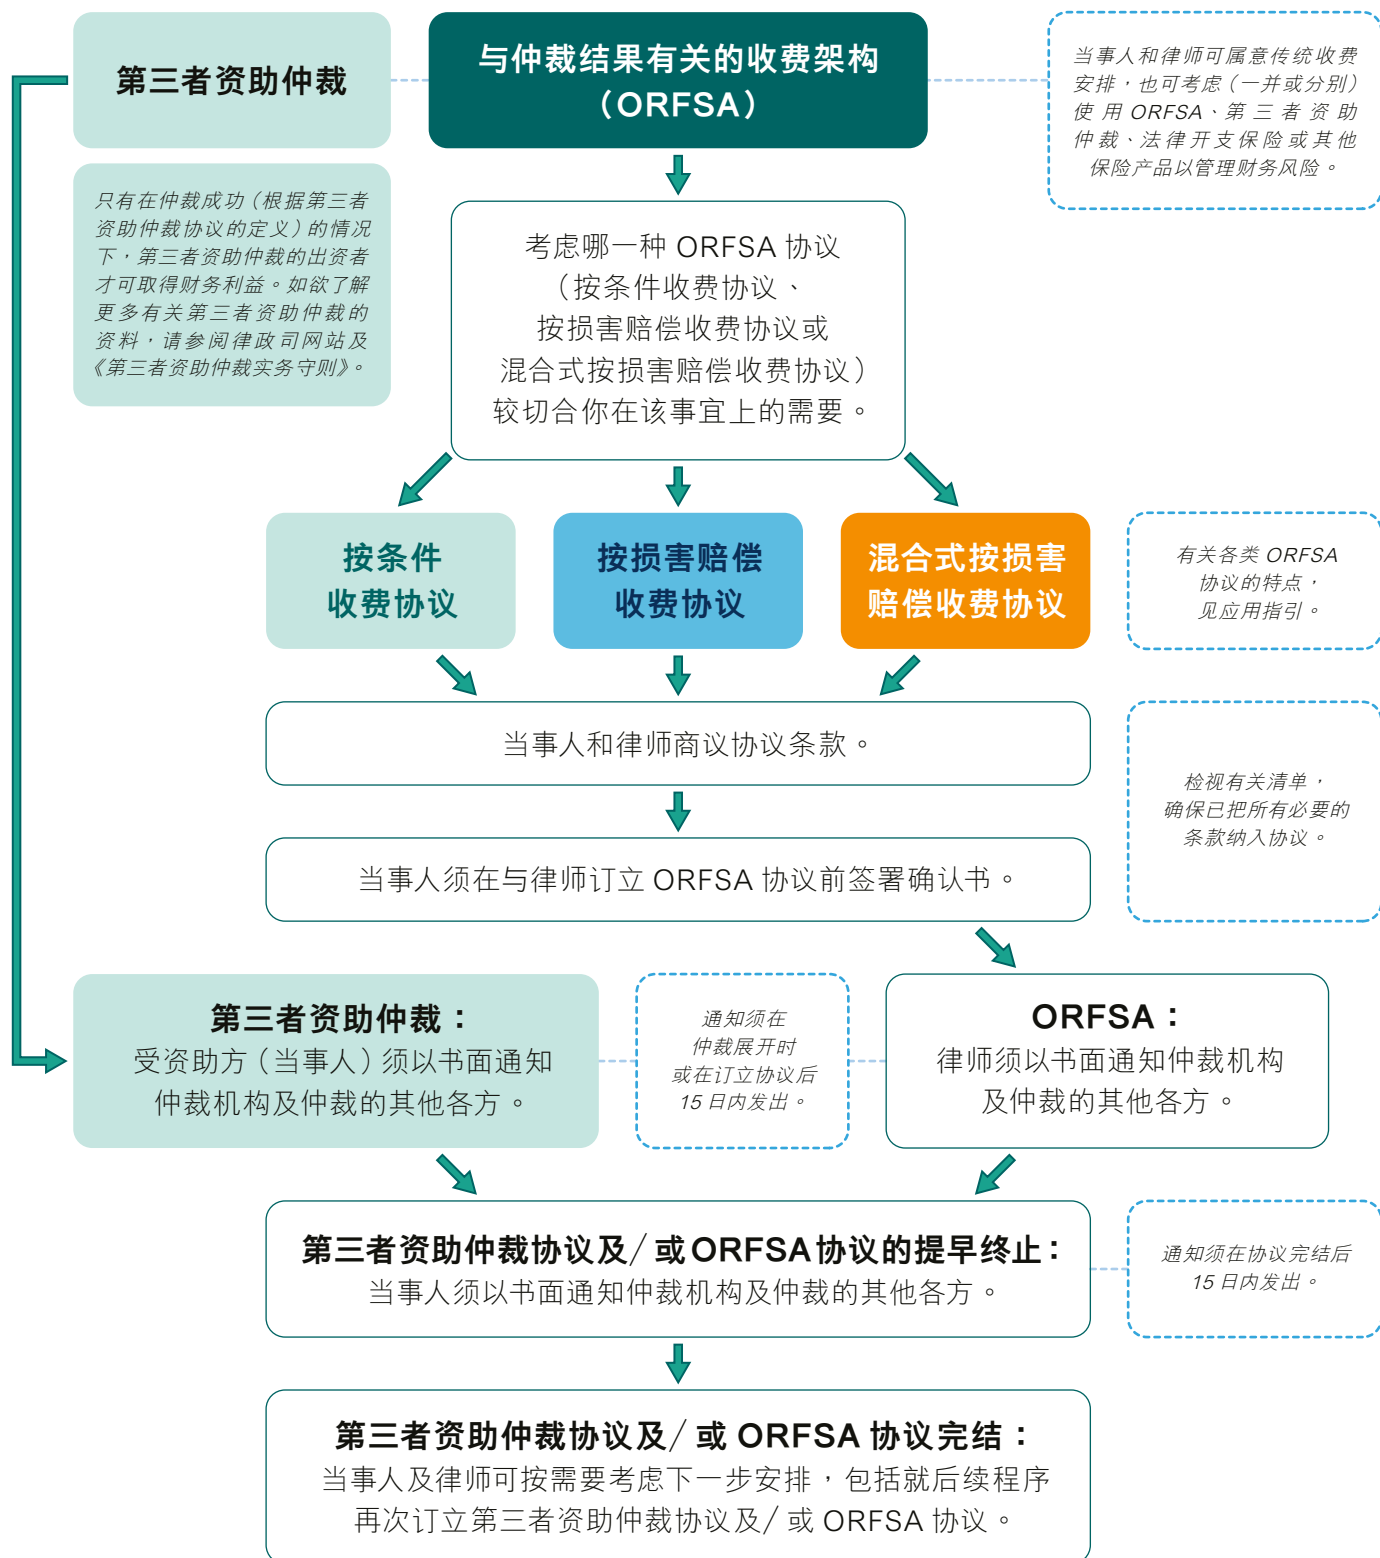 第三者资助仲裁
与仲裁结果有关的收费架构
（ORFSA）
当事人和律师可属意传统收费
安排，也可考虑（一并或分别）
使用 ORFSA、第三者资助
仲裁、法律开支保险或其他
保险产品以管理财务风险。
只有在仲裁成功（根据第三者
资助仲裁协议的定义）的情况
下，第三者资助仲裁的出资者
才可取得财务利益。如欲了解
更多有关第三者资助仲裁的
资料，请参阅律政司网站及
《第三者资助仲裁实务守则》。
考虑哪一种 ORFSA 协议
（按条件收费协议、
按损害赔偿收费协议或
混合式按损害赔偿收费协议）
较切合你在该事宜上的需要。
按条件
收费协议
按损害赔偿
收费协议
混合式按损害
赔偿收费协议
有关各类 ORFSA
协议的特点，
见应用指引。
当事人和律师商议协议条款。
检视有关清单，
确保已把所有必要的
条款纳入协议。
当事人须在与律师订立 ORFSA 协议前签署确认书。
第三者资助仲裁：
受资助方（当事人）须以书面通知
仲裁机构及仲裁的其他各方。
通知须在
仲裁展开时
或在订立协议后
15 日内发出。
ORFSA：
律师须以书面通知仲裁机构
及仲裁的其他各方。
第三者资助仲裁协议及/或ORFSA协议的提早终止：
当事人须以书面通知仲裁机构及仲裁的其他各方。
通知须在协议完结后
15 日内发出。
第三者资助仲裁协议及/或 ORFSA 协议完结：
当事人及律师可按需要考虑下一步安排，包括就后续程序
再次订立第三者资助仲裁协议及/或 ORFSA 协议。